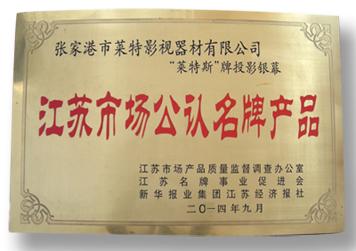 张家港市莱特影视器材有限公司
“莱特斯”牌投影银幕
江苏市场公认名牌产品
江苏市场产品质量监督调查办公室
江苏名牌事业促进会
新华报业集团江苏经济报社
二〇一四年九月